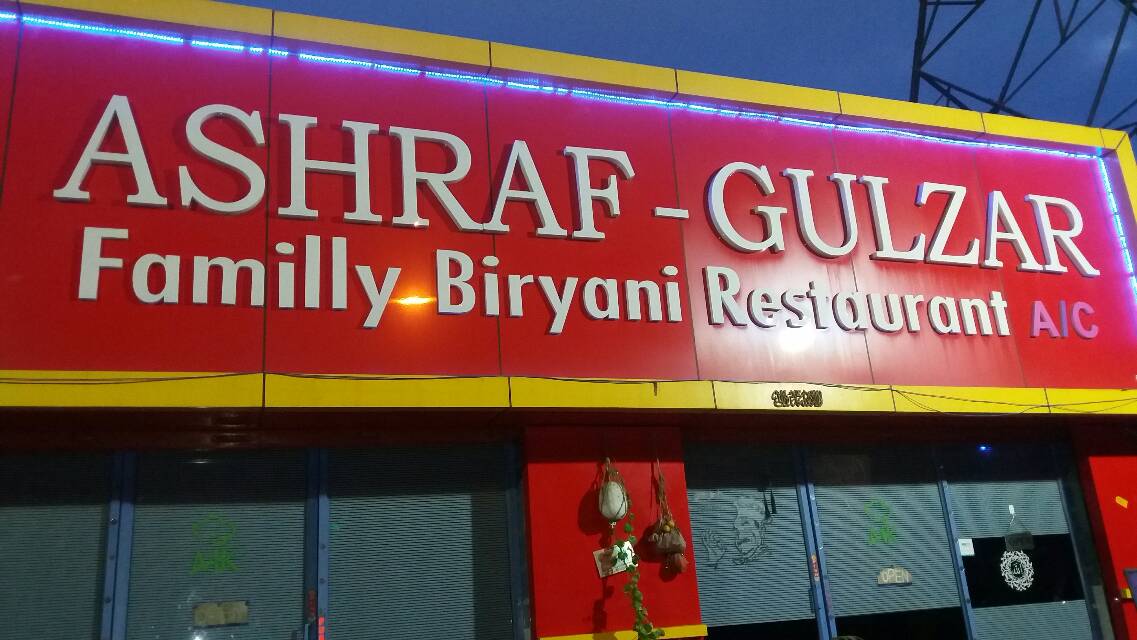 ASHRAF - GULZAR
Familly Biryani Restaurant A/C
OPEN